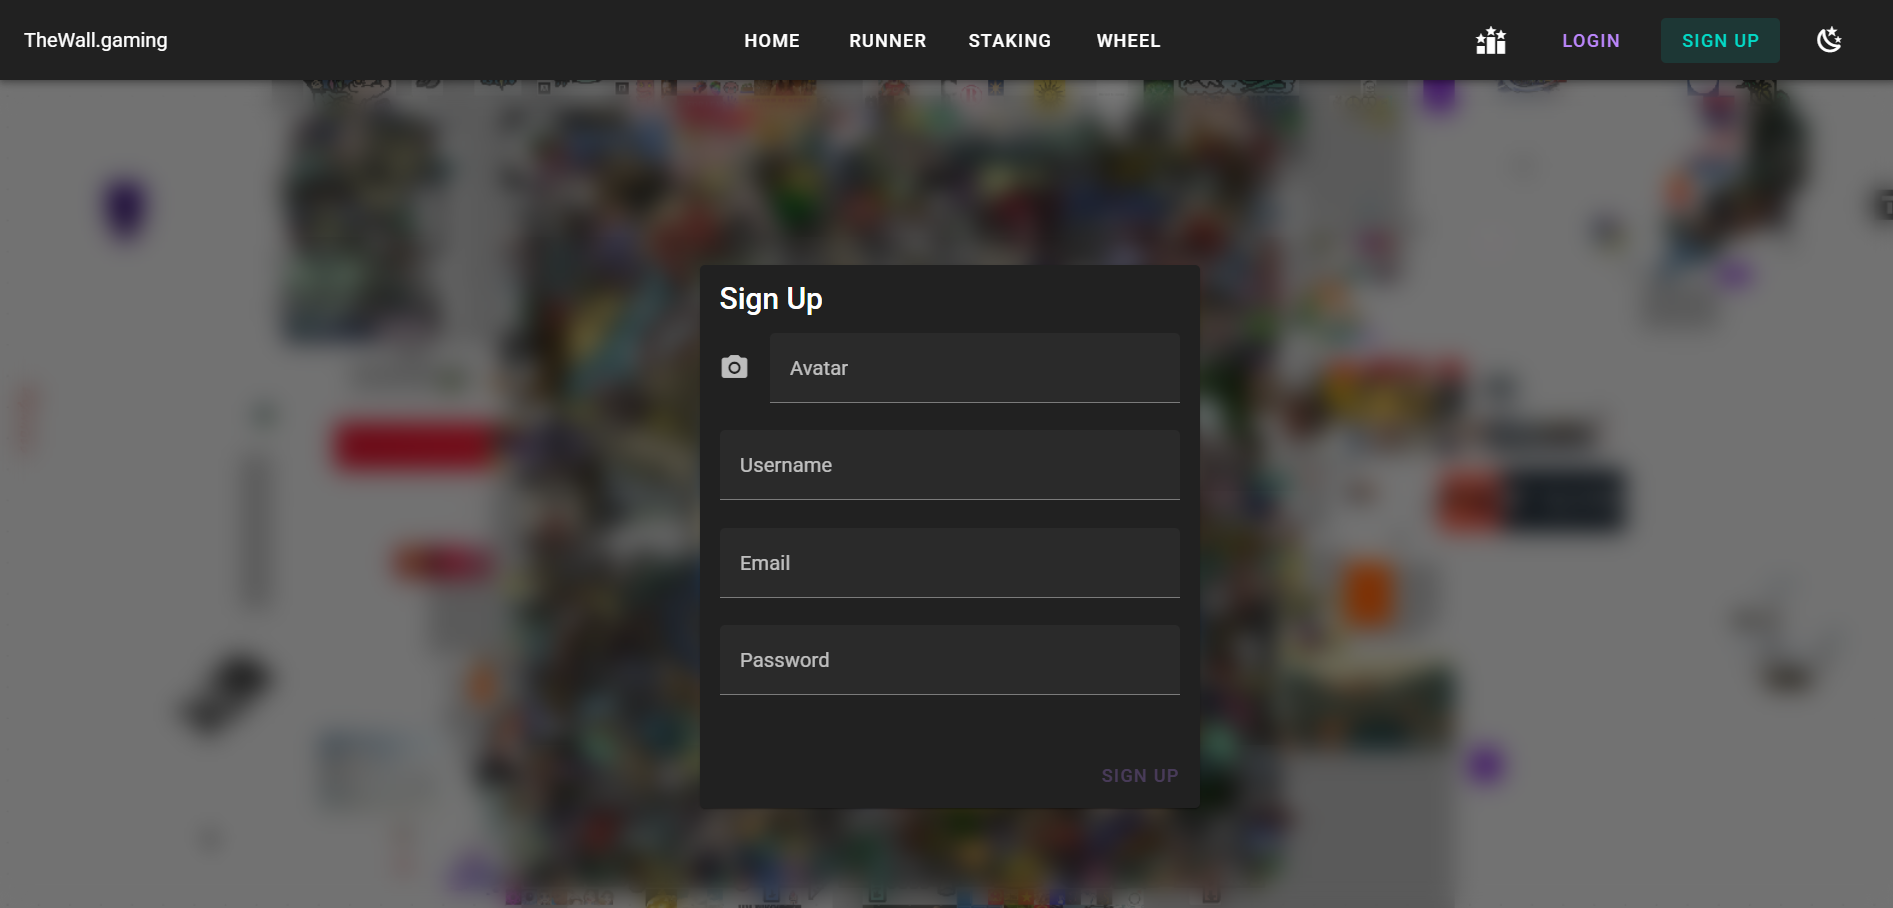 TheWall.gaming
HOME RUNNER STAKING WHEEL
LOGIN SIGN UP
Sign Up
Avatar
Username
Email
Password
SIGN UP